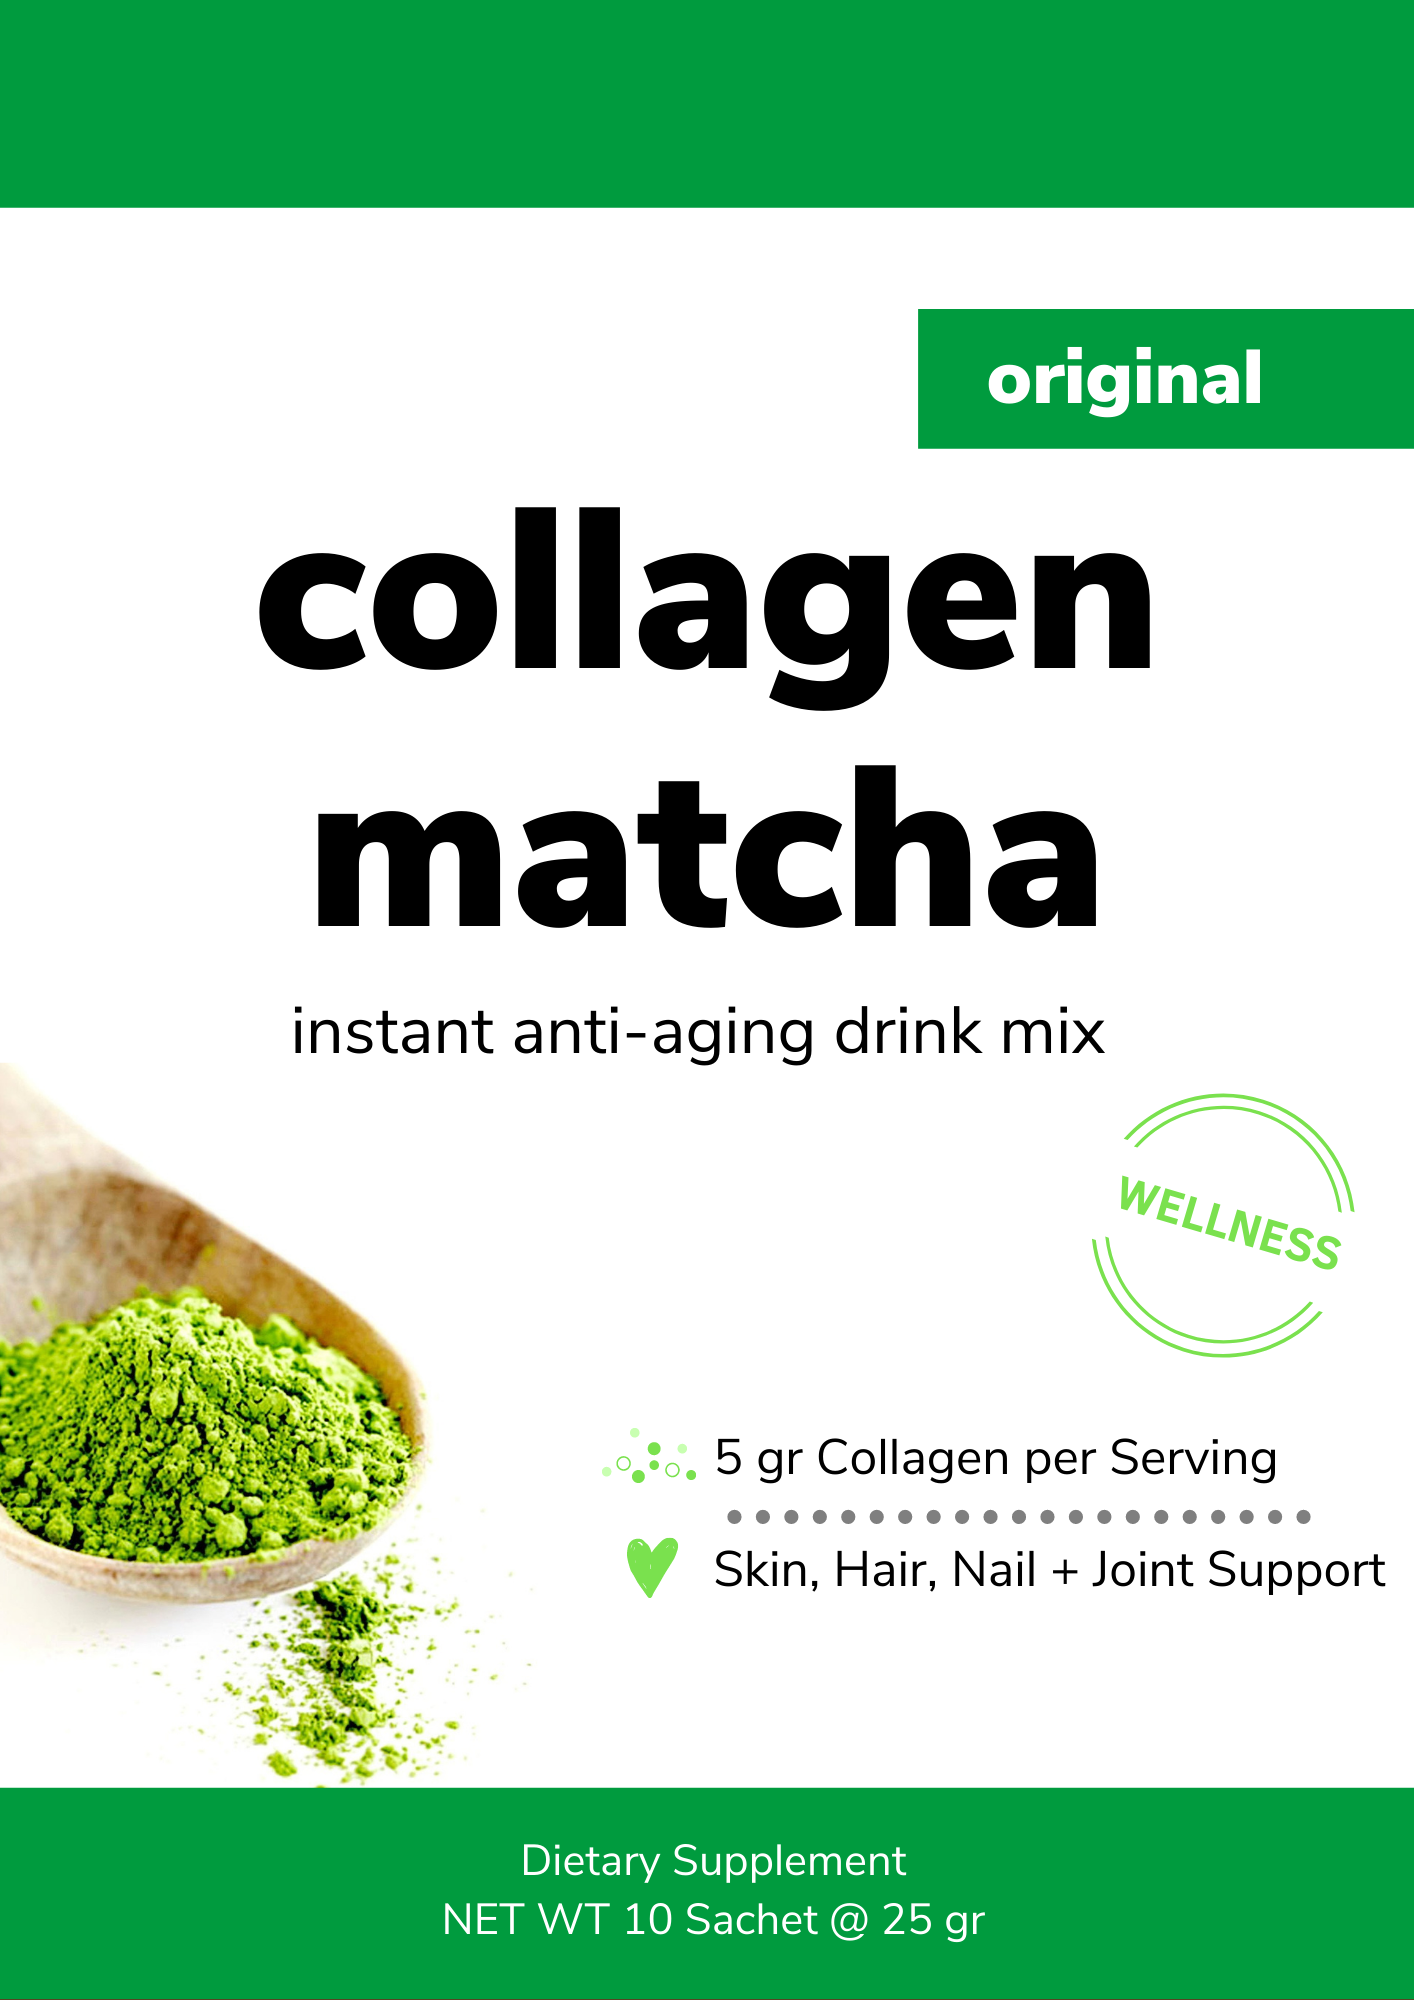 original
collagen
matcha
instant anti-aging drink mix
WELLNESS
5 gr Collagen per Serving
Skin, Hair, Nail + Joint Support
Dietary Supplement
NET WT 10 Sachet @ 25 gr